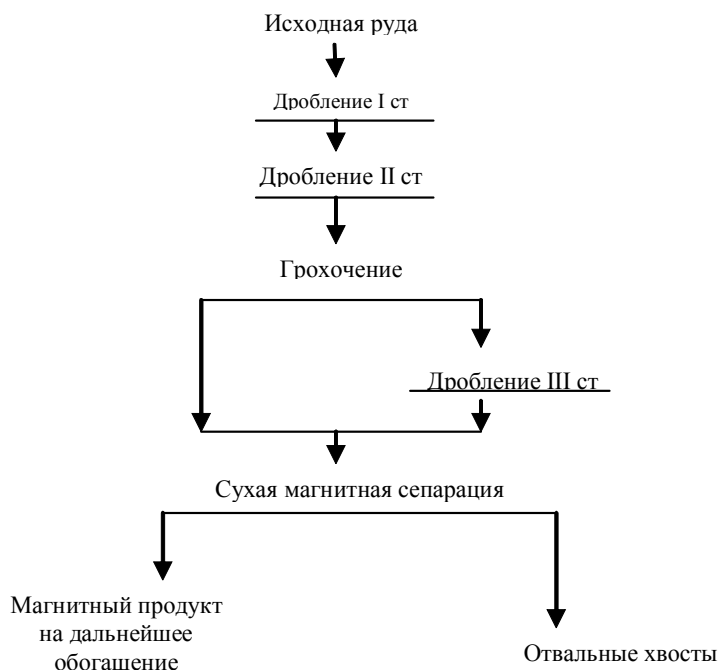 Исходная руда
Дробление I ст
Дробление II ст
Грохочение
Дробление III ст
Сухая магнитная сепарация
Магнитный продукт
на дальнейшее
обогащение
Отвальные хвосты